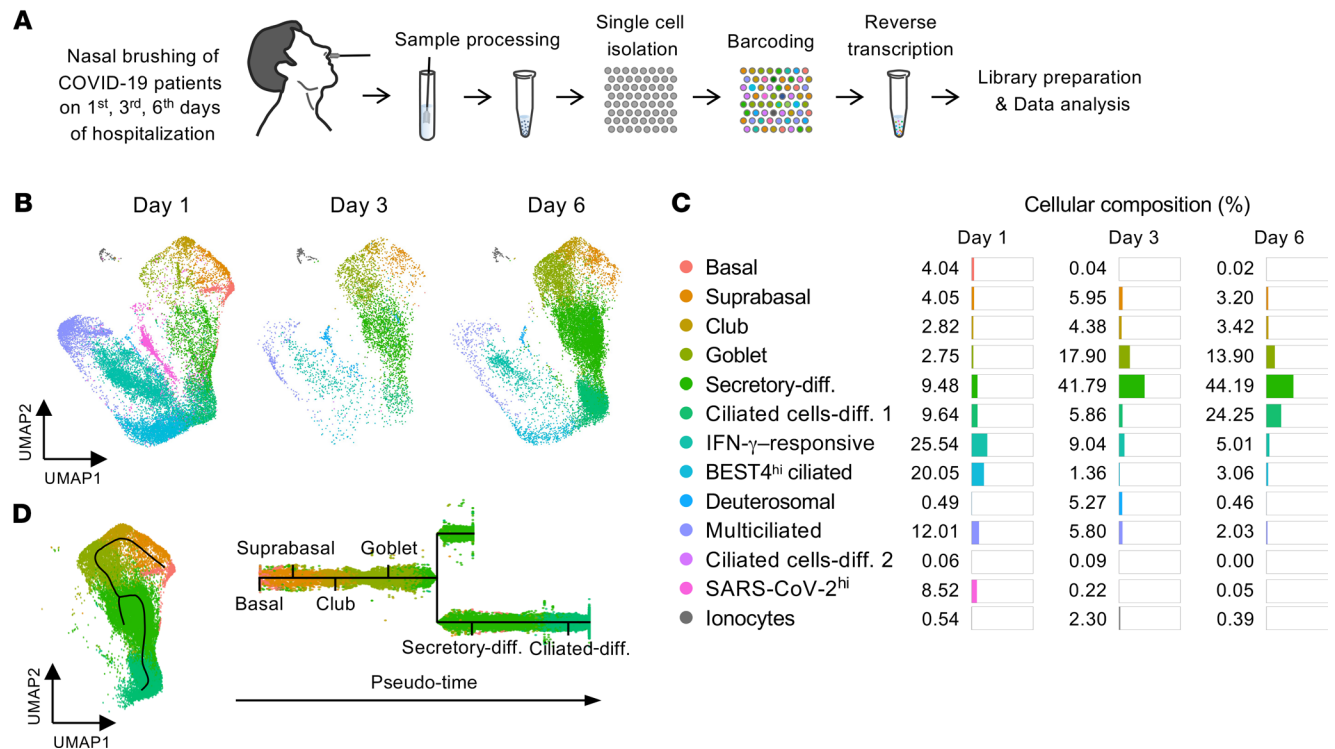 A
Nasal brushing of
COVID-19 patients
on 1st, 3rd, 6th days
of hospitalization
Sample processing
Single cell
isolation
Barcoding
Reverse
transcription
Library preparation
& Data analysis
B
Day 1
Day 3
Day 6
UMAP2
UMAP1
C
Cellular composition (%)
Day 1 Day 3 Day 6
Basal 4.04 0.04 0.02
Suprabasal 4.05 5.95 3.20
Club 2.82 4.38 3.42
Goblet 2.75 17.90 13.90
Secretory-diff. 9.48 41.79 44.19
Ciliated cells-diff. 1 9.64 5.86 24.25
IFN-γ–responsive 25.54 9.04 5.01
BEST4hi ciliated 20.05 1.36 3.06
Deuterosomal 0.49 5.27 0.46
Multiciliated 12.01 5.80 2.03
Ciliated cells-diff. 2 0.06 0.09 0.00
SARS-CoV-2hi 8.52 0.22 0.05
Ionocytes 0.54 2.30 0.39
D
UMAP2
UMAP1
Suprabasal Goblet
Basal Club
Secretory-diff. Ciliated-diff.
Pseudo-time